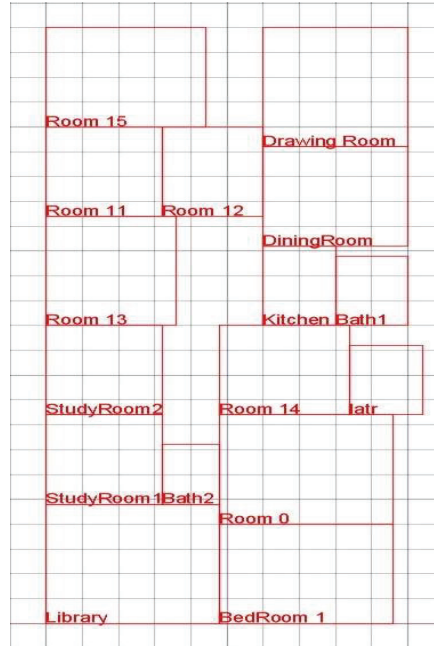 Room 15
Drawing Room
Room 11
Room 12
DiningRoom
Room 13
Kitchen
Bath1
StudyRoom2
Room 14
latr
StudyRoom1
Bath2
Room 0
Library
BedRoom 1